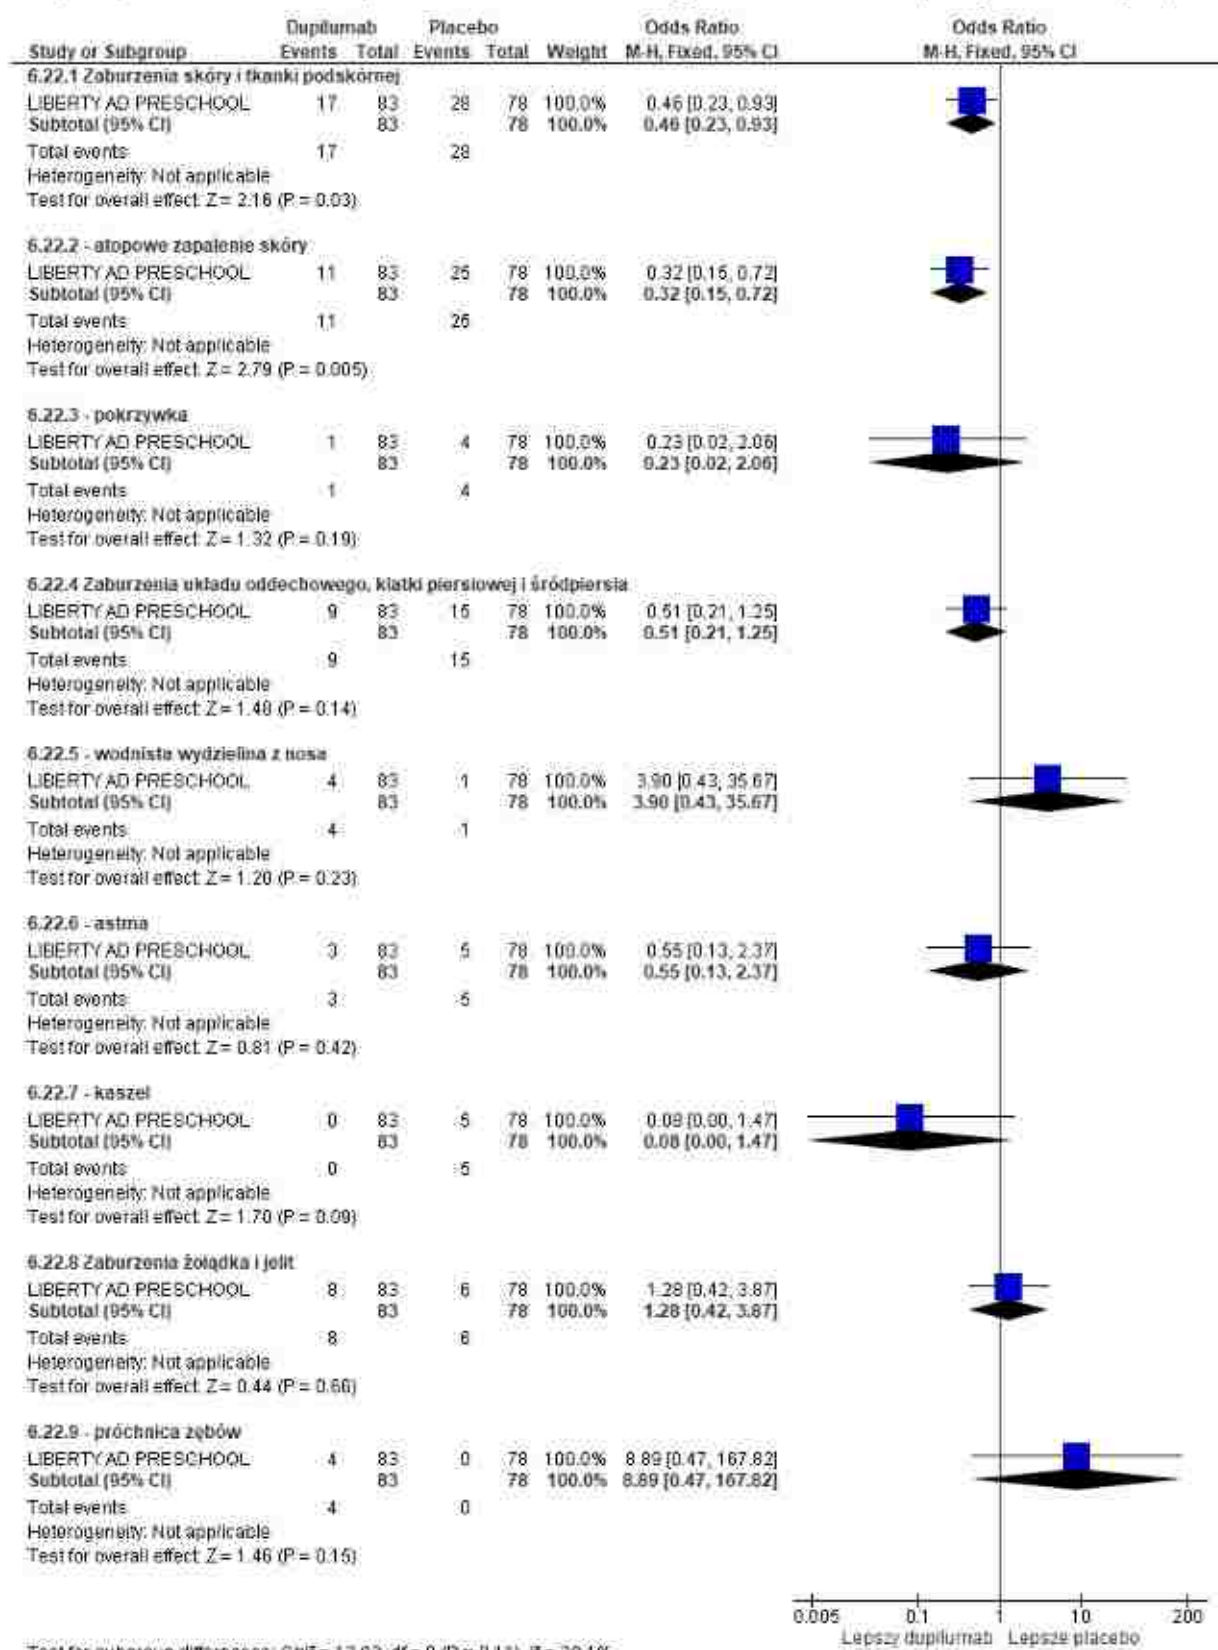 Dupilumab Placebo Odds Ratio Odds Ratio
Study or Subgroup Events Total Events Total Weight M-H, Fixed, 95% CI M-H, Fixed, 95% CI
6.22.1 Zaburzenia skóry i tkanki podskórnej
LIBERTY AD PRESCHOOL 17 83 28 78 100.0% 0.46 [0.23, 0.93]
Subtotal (95% CI) 83 78 100.0% 0.46 [0.23, 0.93]
Total events 17 28
Heterogeneity: Not applicable
Test for overall effect: Z = 2.16 (P = 0.03)
6.22.2 - atopowe zapalenie skóry
LIBERTY AD PRESCHOOL 11 83 25 78 100.0% 0.32 [0.15, 0.72]
Subtotal (95% CI) 83 78 100.0% 0.32 [0.15, 0.72]
Total events 11 25
Heterogeneity: Not applicable
Test for overall effect: Z = 2.79 (P = 0.005)
6.22.3 - pokrzywka
LIBERTY AD PRESCHOOL 1 83 4 78 100.0% 0.23 [0.02, 2.06]
Subtotal (95% CI) 83 78 100.0% 0.23 [0.02, 2.06]
Total events 1 4
Heterogeneity: Not applicable
Test for overall effect: Z = 1.32 (P = 0.19)
6.22.4 Zaburzenia układu oddechowego, klatki piersiowej i śródpiersia
LIBERTY AD PRESCHOOL 9 83 15 78 100.0% 0.51 [0.21, 1.25]
Subtotal (95% CI) 83 78 100.0% 0.51 [0.21, 1.25]
Total events 9 15
Heterogeneity: Not applicable
Test for overall effect: Z = 1.48 (P = 0.14)
6.22.5 - wodnista wydzielina z nosa
LIBERTY AD PRESCHOOL 4 83 1 78 100.0% 3.90 [0.43, 35.67]
Subtotal (95% CI) 83 78 100.0% 3.90 [0.43, 35.67]
Total events 4 1
Heterogeneity: Not applicable
Test for overall effect: Z = 1.20 (P = 0.23)
6.22.6 - astma
LIBERTY AD PRESCHOOL 3 83 5 78 100.0% 0.55 [0.13, 2.37]
Subtotal (95% CI) 83 78 100.0% 0.55 [0.13, 2.37]
Total events 3 5
Heterogeneity: Not applicable
Test for overall effect: Z = 0.81 (P = 0.42)
6.22.7 - kaszel
LIBERTY AD PRESCHOOL 0 83 5 78 100.0% 0.08 [0.00, 1.47]
Subtotal (95% CI) 83 78 100.0% 0.08 [0.00, 1.47]
Total events 0 5
Heterogeneity: Not applicable
Test for overall effect: Z = 1.70 (P = 0.09)
6.22.8 Zaburzenia żołądka i jelit
LIBERTY AD PRESCHOOL 8 83 6 78 100.0% 1.28 [0.42, 3.87]
Subtotal (95% CI) 83 78 100.0% 1.28 [0.42, 3.87]
Total events 8 6
Heterogeneity: Not applicable
Test for overall effect: Z = 0.44 (P = 0.66)
6.22.9 - próchnica zębów
LIBERTY AD PRESCHOOL 4 83 0 78 100.0% 8.89 [0.47, 167.82]
Subtotal (95% CI) 83 78 100.0% 8.89 [0.47, 167.82]
Total events 4 0
Heterogeneity: Not applicable
Test for overall effect: Z = 1.46 (P = 0.15)
0.005 0.1 1 10 200
Lepszy dupilumab Lepsze placebo